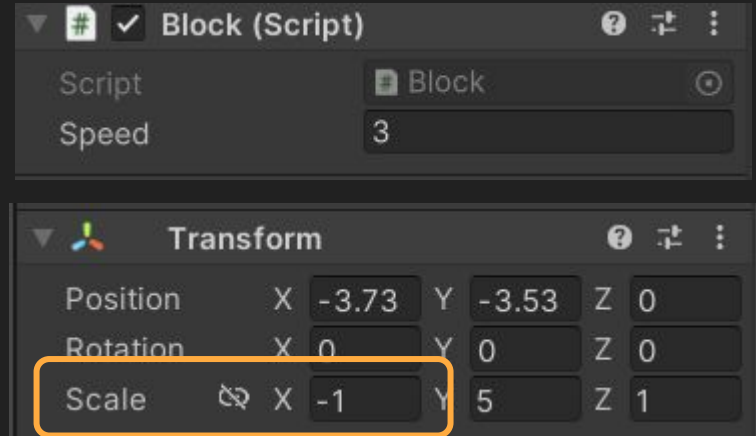 # Block (Script)
Script # Block
Speed 3
Transform
Position X -3.73 Y -3.53 Z 0
Rotation X 0 Y 0 Z 0
Scale X -1 Y 5 Z 1